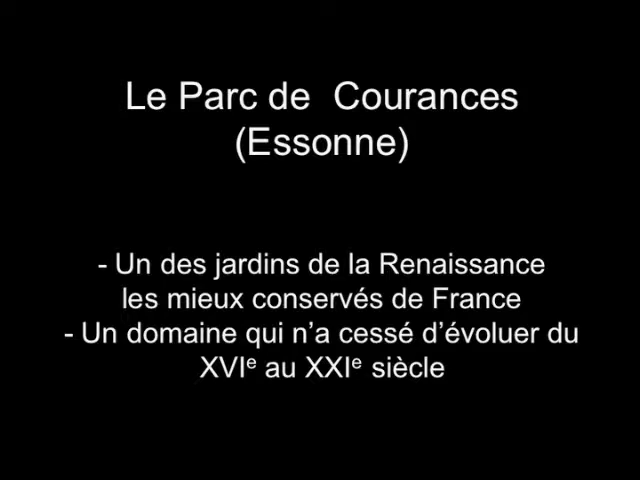 Le Parc de  Courances
(Essonne)
- Un des jardins de la Renaissance
les mieux conservés de France
- Un domaine qui n’a cessé d’évoluer du
XVIᵉ au XXIᵉ siècle